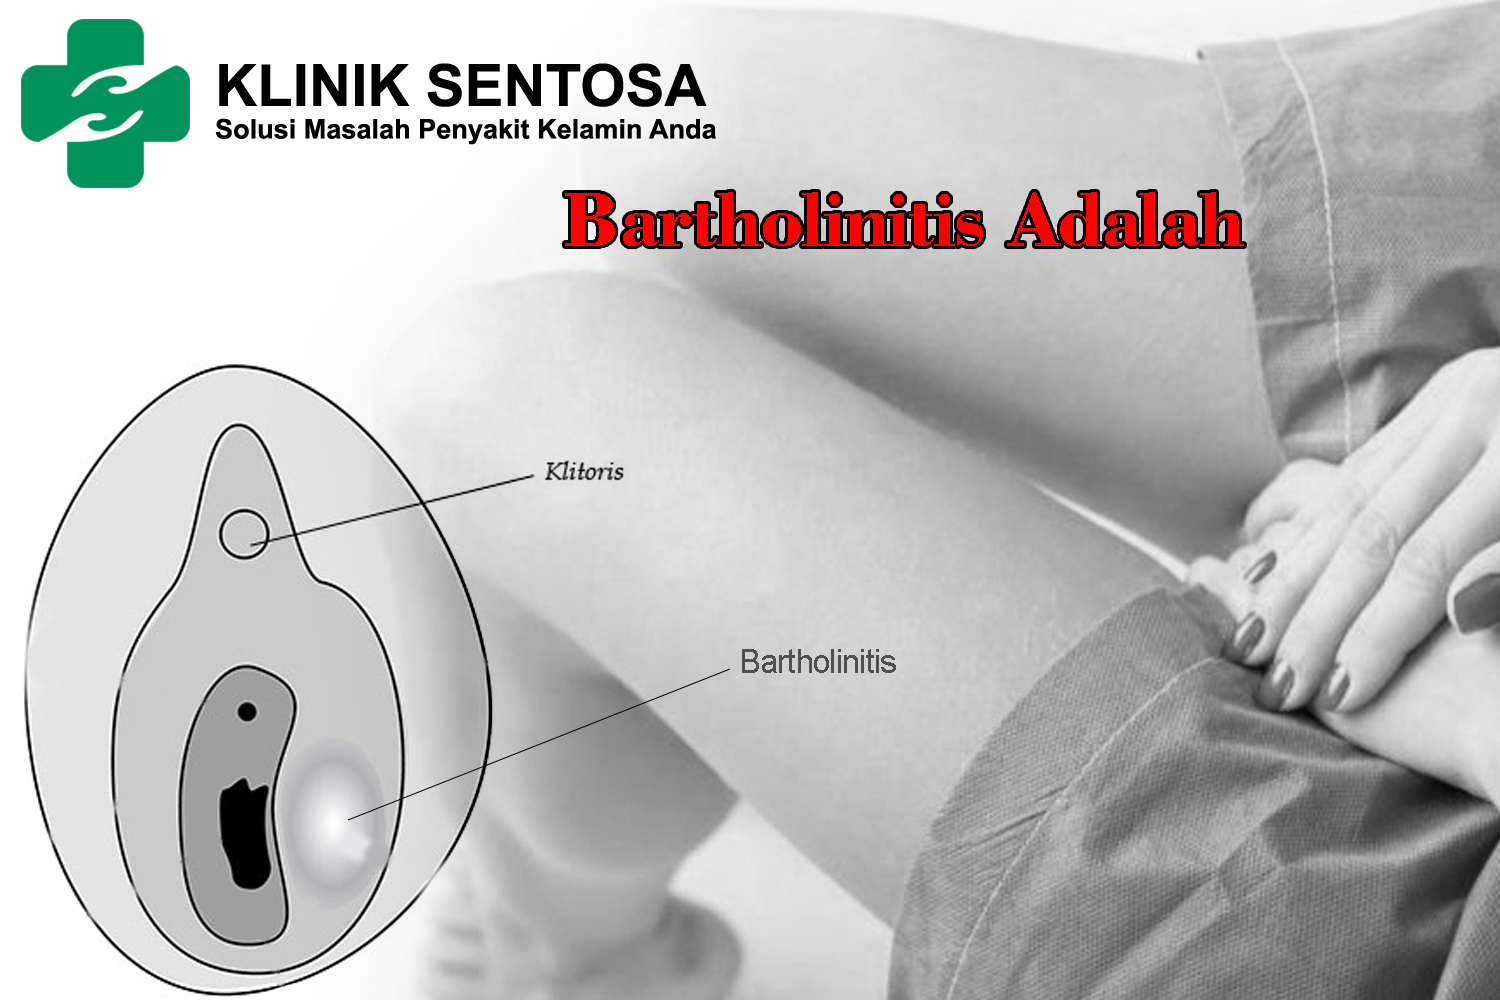 KLINIK SENTOSA
Solusi Masalah Penyakit Kelamin Anda
Bartholinitis Adalah
Klitoris
Bartholinitis